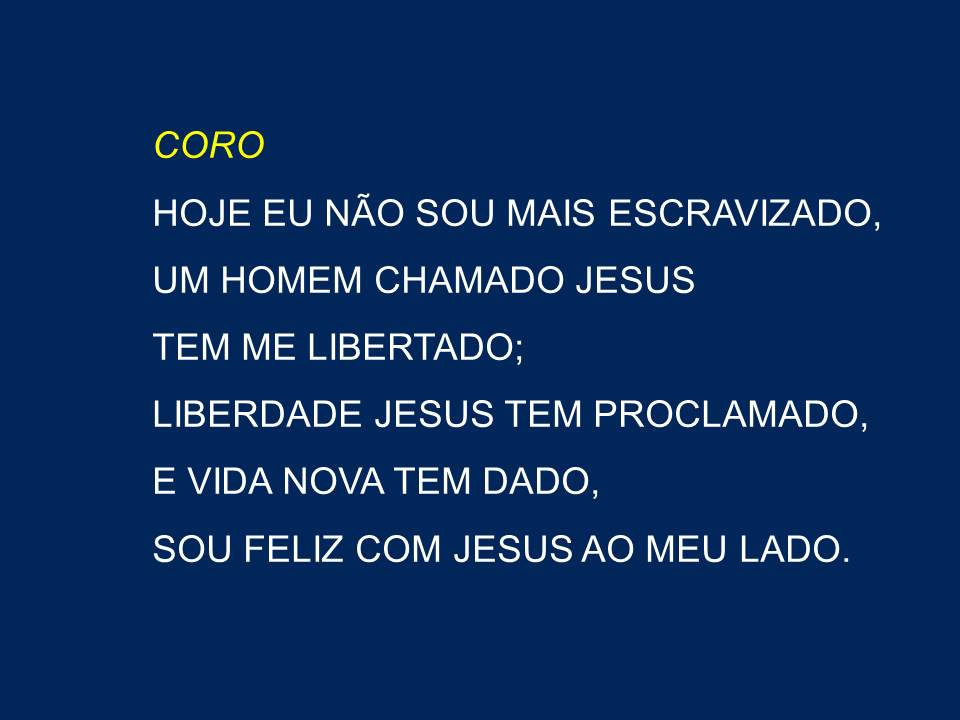 CORO
HOJE EU NÃO SOU MAIS ESCRAVIZADO,
UM HOMEM CHAMADO JESUS
TEM ME LIBERTADO;
LIBERDADE JESUS TEM PROCLAMADO,
E VIDA NOVA TEM DADO,
SOU FELIZ COM JESUS AO MEU LADO.